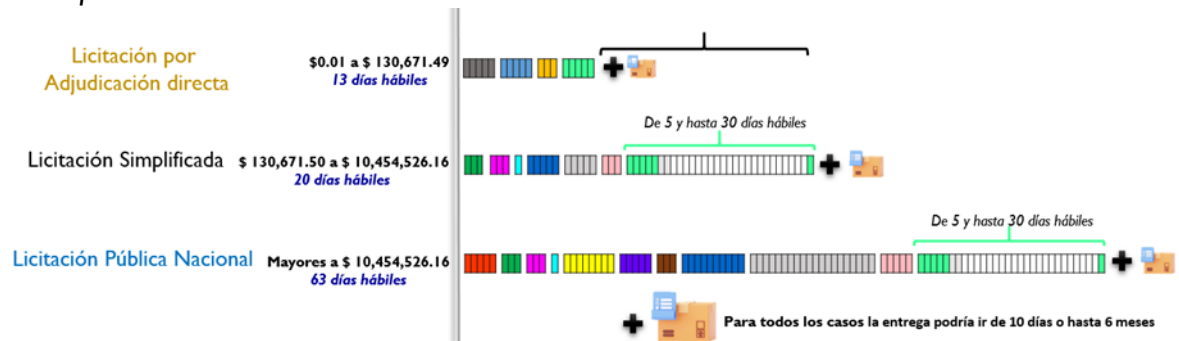 Licitación por
Adjudicación directa
$0.01 a $ 130,671.49
13 días hábiles
De 5 y hasta 30 días hábiles
Licitación Simplificada
$ 130,671.50 a $ 10,454,526.16
20 días hábiles
De 5 y hasta 30 días hábiles
Licitación Pública Nacional
Mayores a $ 10,454,526.16
63 días hábiles
Para todos los casos la entrega podría ir de 10 días o hasta 6 meses